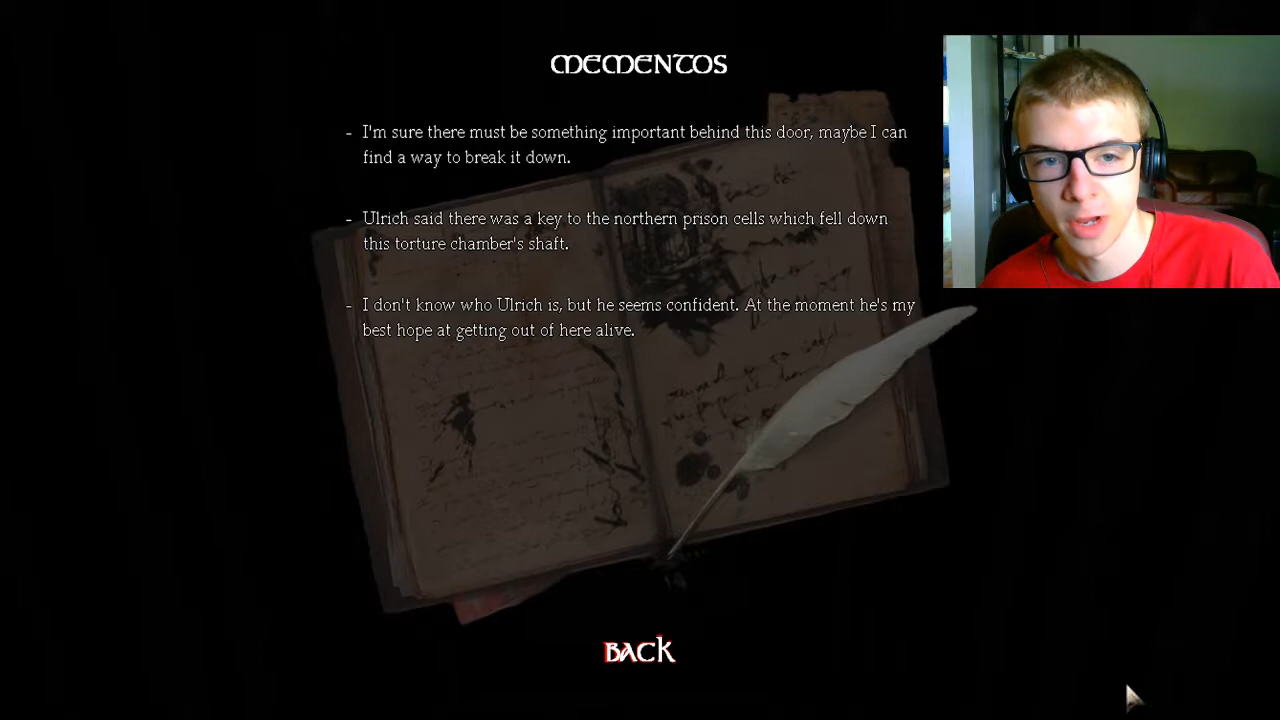 MEMENTOS
- I'm sure there must be something important behind this door, maybe I can
find a way to break it down.
- Ulrich said there was a key to the northern prison cells which fell down
this torture chamber's shaft.
- I don't know who Ulrich is, but he seems confident. At the moment he's my
best hope at getting out of here alive.
BACK